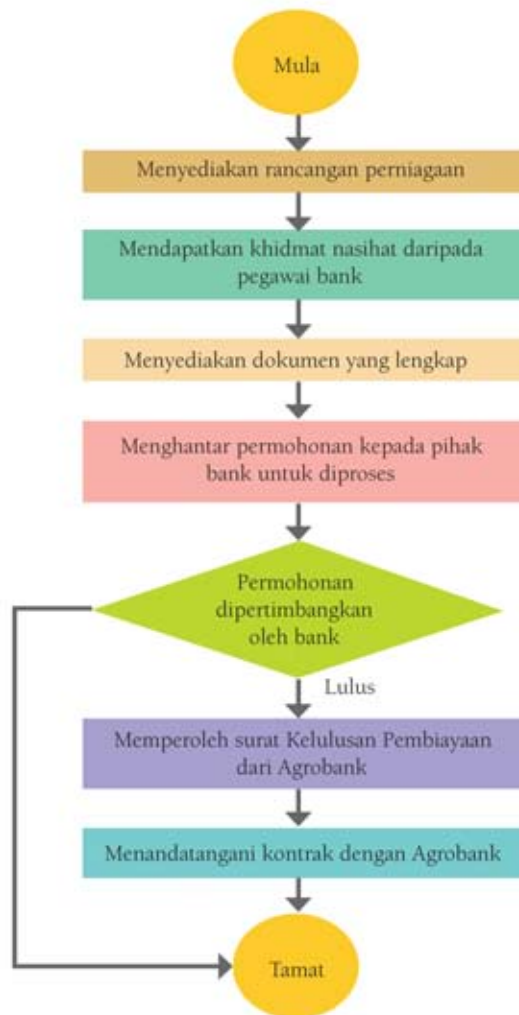 Mula
Menyediakan rancangan perniagaan
Mendapatkan khidmat nasihat daripada
pegawai bank
Menyediakan dokumen yang lengkap
Menghantar permohonan kepada pihak
bank untuk diproses
Permohonan
dipertimbangkan
oleh bank
Lulus
Memperoleh surat Kelulusan Pembiayaan
dari Agrobank
Menandatangani kontrak dengan Agrobank
Tamat